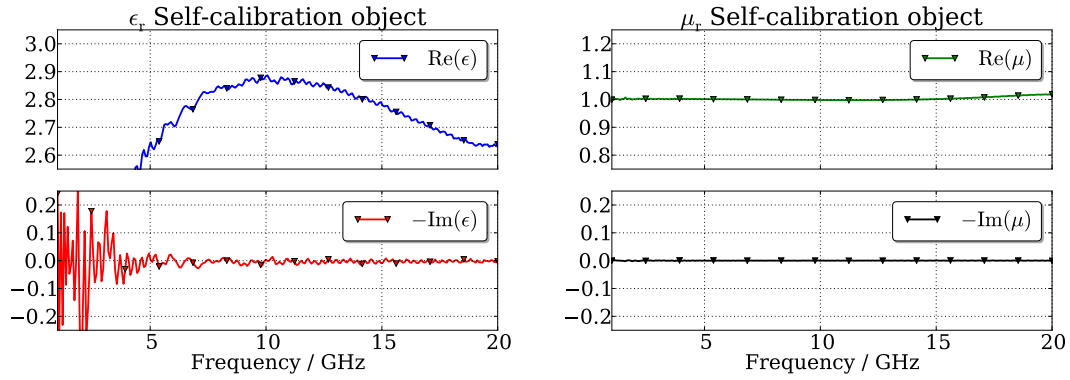 ϵr Self-calibration object
3.0
2.9
2.8
2.7
2.6
Re(ϵ)
0.2
0.1
0.0
−0.1
−0.2
−Im(ϵ)
5 10 15 20
Frequency / GHz
μr Self-calibration object
1.2
1.1
1.0
0.9
0.8
Re(μ)
0.2
0.1
0.0
−0.1
−0.2
−Im(μ)
5 10 15 20
Frequency / GHz